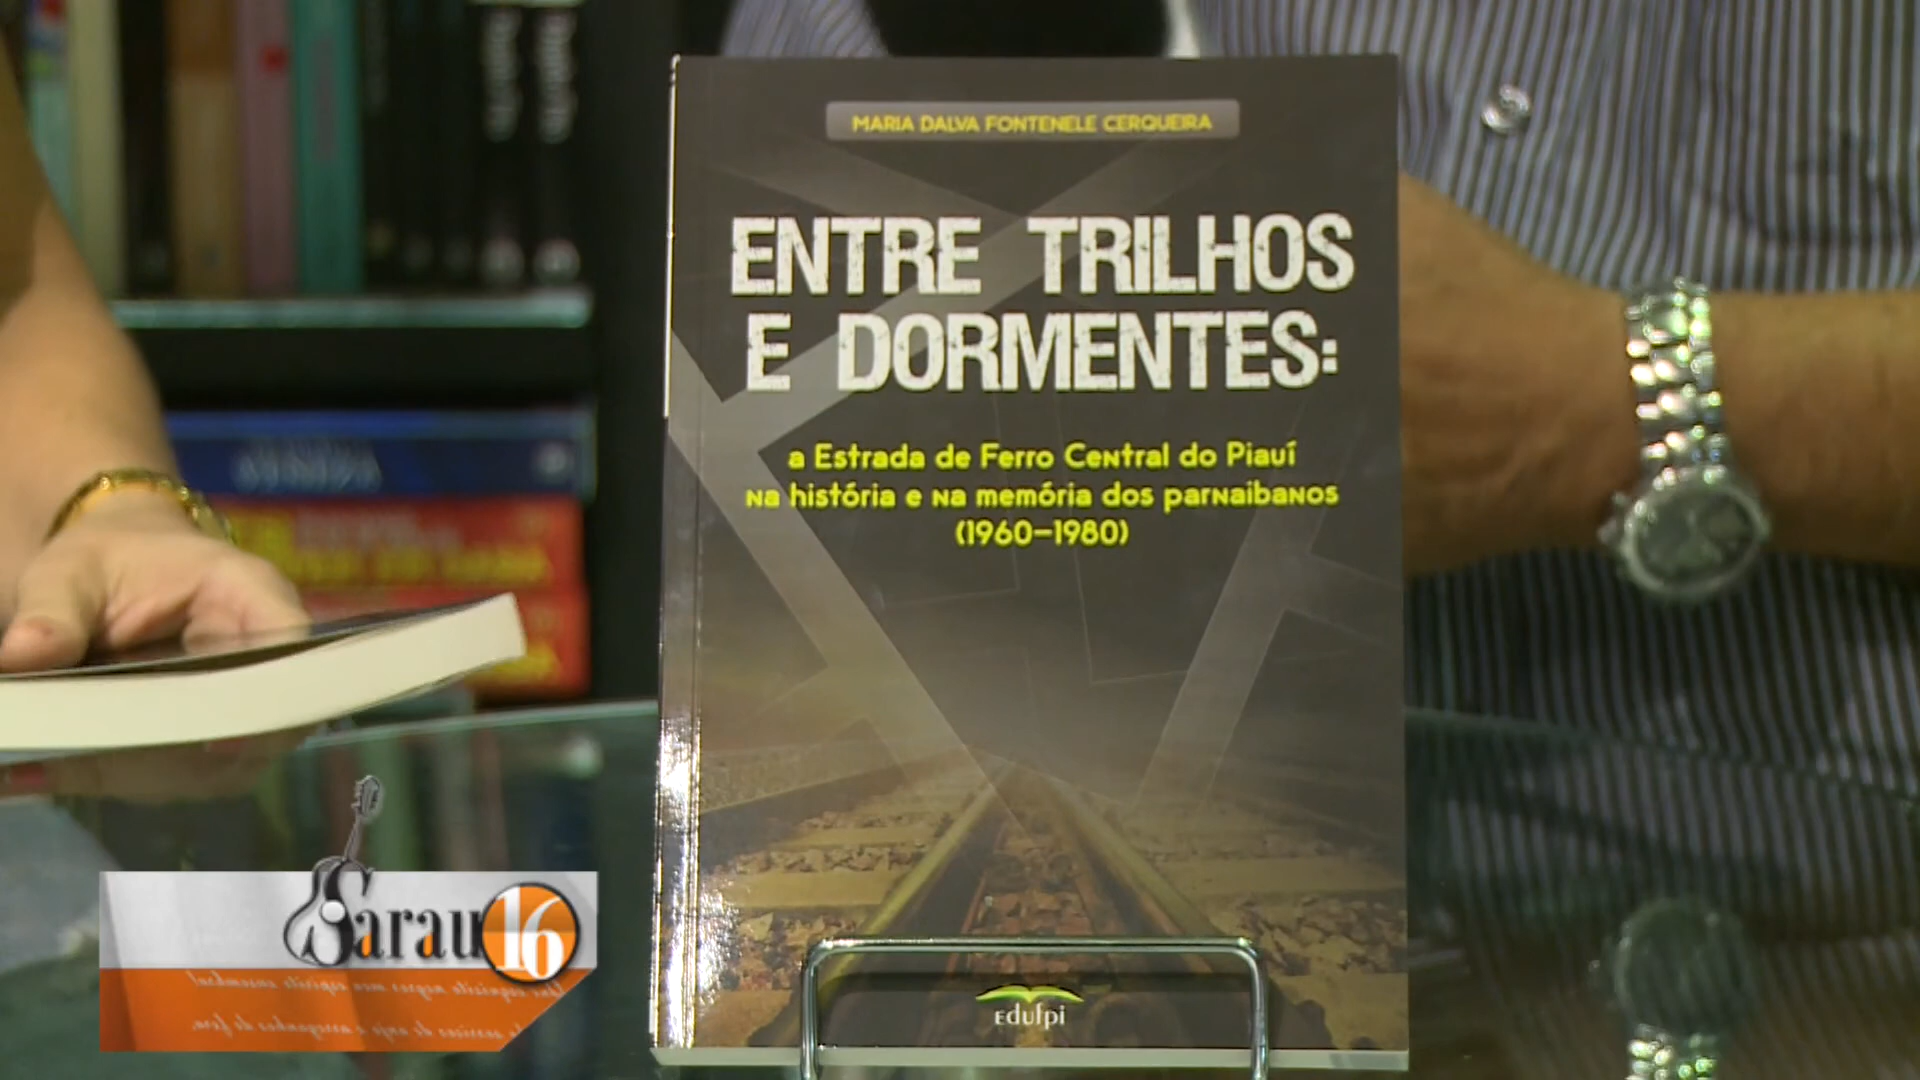 MARIA DALVA FONTENELE CERQUEIRA
ENTRE TRILHOS
E DORMENTES:
a Estrada de Ferro Central do Piauí
na história e na memória dos parnaibanos
(1960-1980)
edufpi
Sarau 16